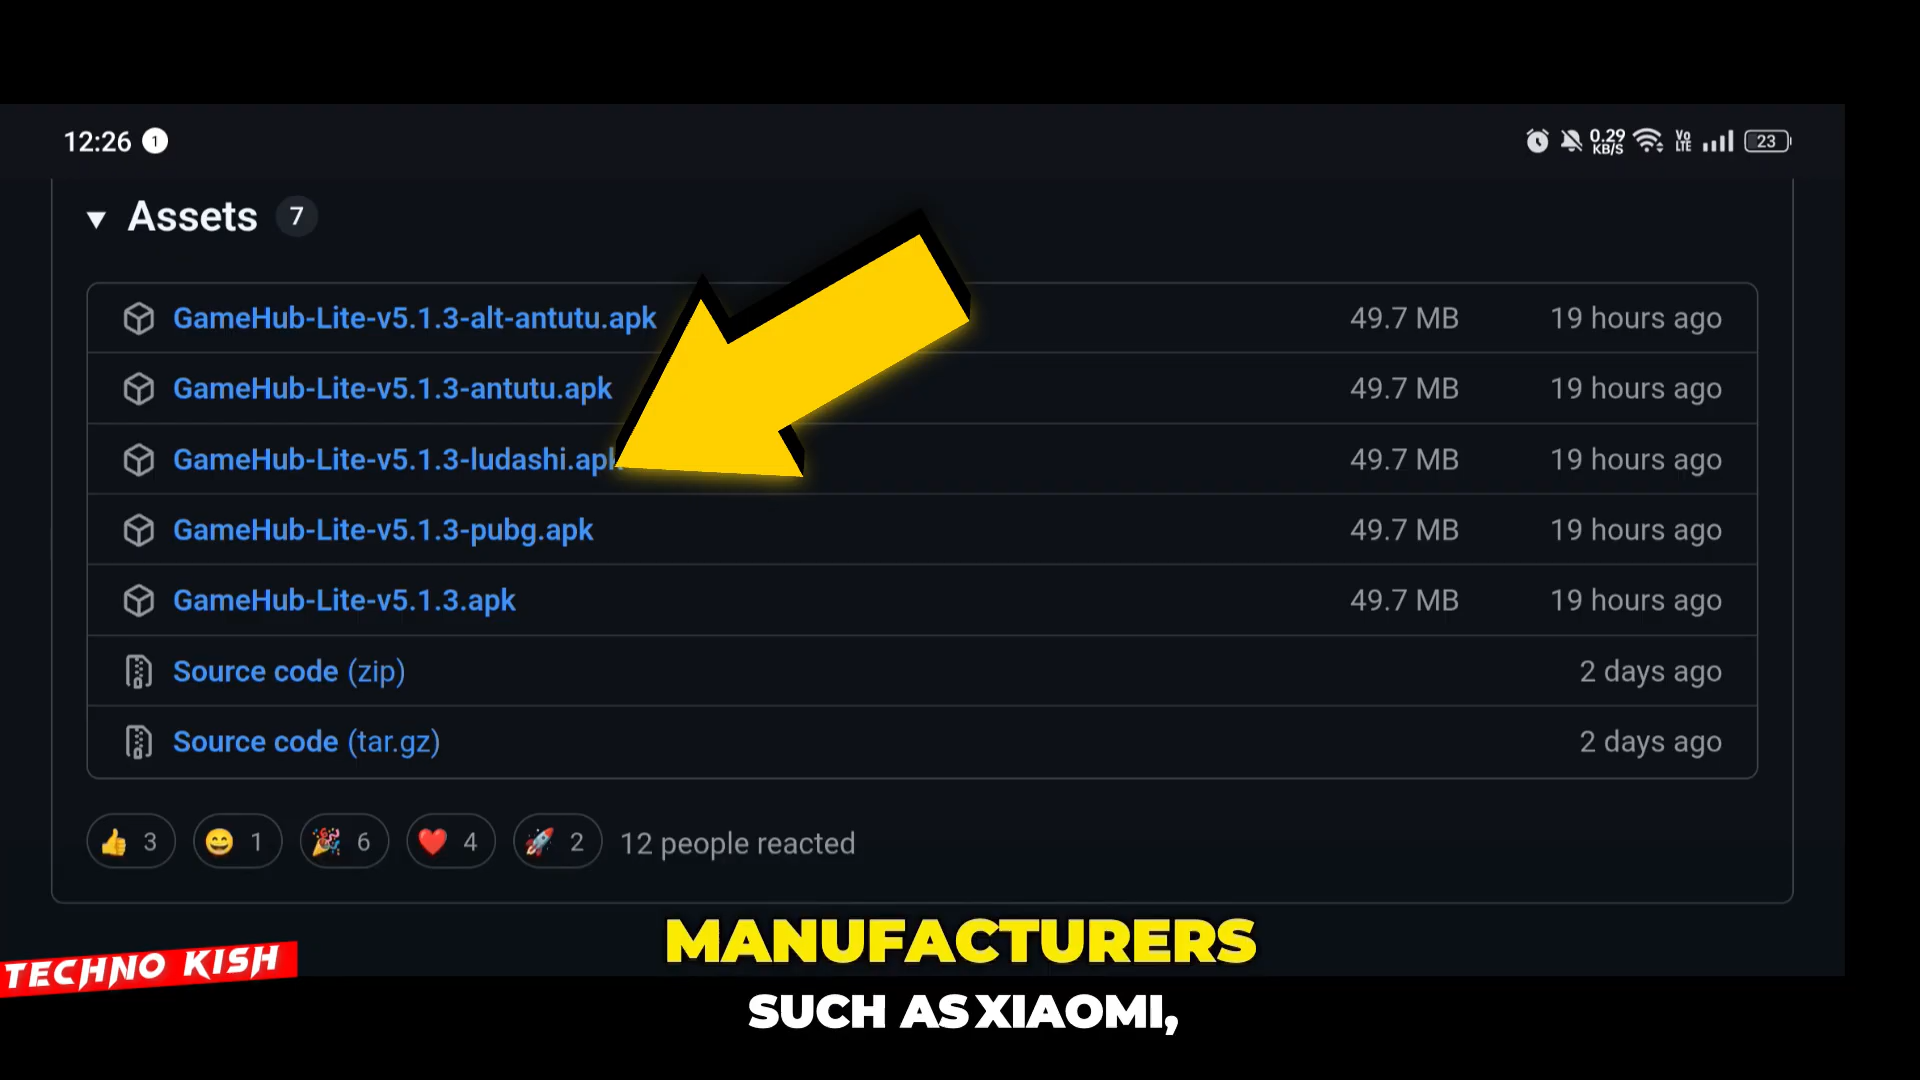 12:26 1
0.29 KB/S Vo LTE 23
Assets 7
GameHub-Lite-v5.1.3-alt-antutu.apk 49.7 MB 19 hours ago
GameHub-Lite-v5.1.3-antutu.apk 49.7 MB 19 hours ago
GameHub-Lite-v5.1.3-ludashi.apk 49.7 MB 19 hours ago
GameHub-Lite-v5.1.3-pubg.apk 49.7 MB 19 hours ago
GameHub-Lite-v5.1.3.apk 49.7 MB 19 hours ago
Source code (zip) 2 days ago
Source code (tar.gz) 2 days ago
👍 3 😄 1 🎉 6 ❤️ 4 🚀 2 12 people reacted
MANUFACTURERS
TECHNO KISH
SUCH AS XIAOMI,